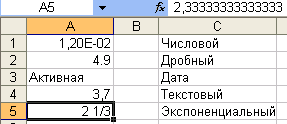 A5 fx 2,33333333333333
A B C
1 1,20E-02 Числовой
2 4.9 Дробный
3 Активная Дата
4 3,7 Текстовый
5 2 1/3 Экспоненциальный